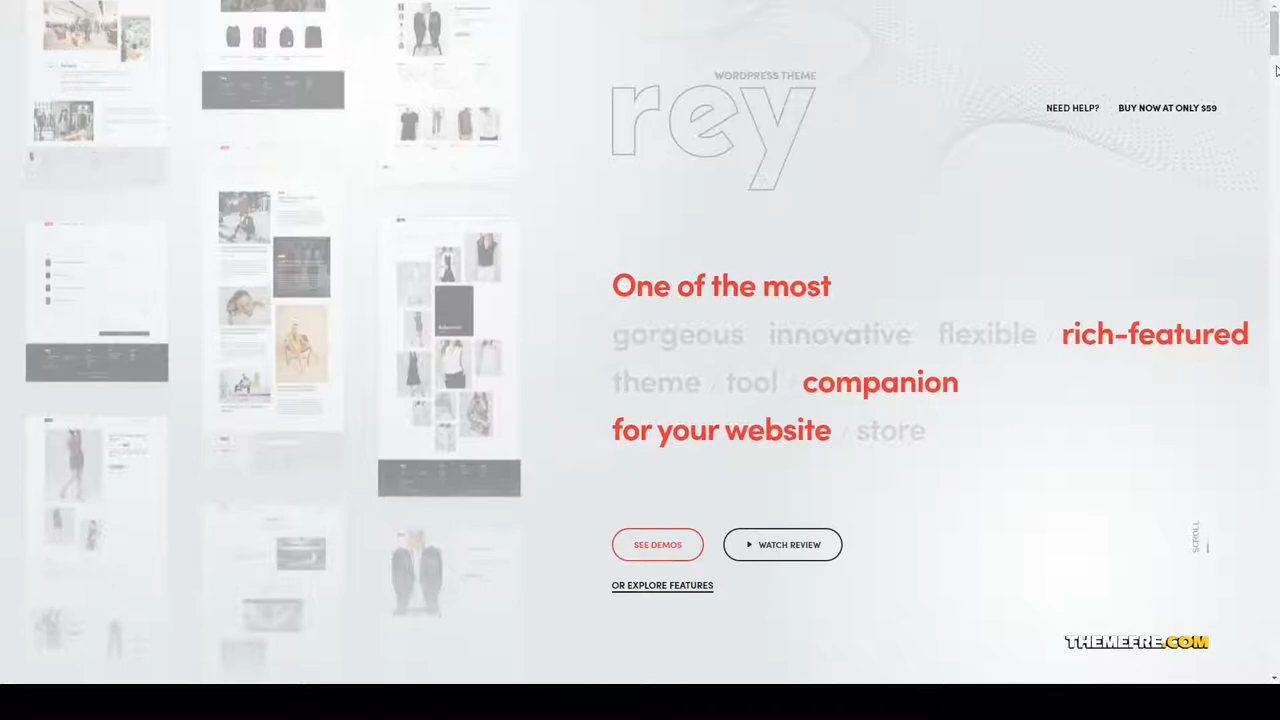 WORDPRESS THEME
rey
NEED HELP? BUY NOW AT ONLY $59
One of the most
gorgeous innovative flexible / rich-featured
theme / tool / companion
for your website / store
SEE DEMOS WATCH REVIEW
OR EXPLORE FEATURES
SCROLL
THEMEFRE.COM